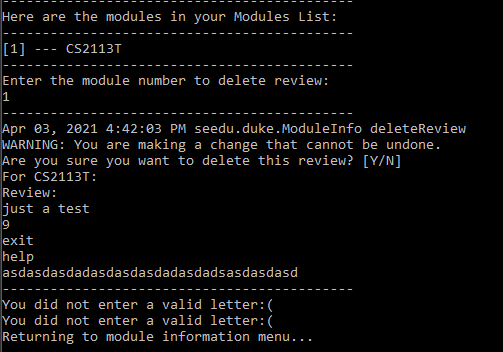 --------------------------------------------------
Here are the modules in your Modules List:
--------------------------------------------------
[1] --- CS2113T
--------------------------------------------------
Enter the module number to delete review:
1
--------------------------------------------------
Apr 03, 2021 4:42:03 PM seedu.duke.ModuleInfo deleteReview
WARNING: You are making a change that cannot be undone.
Are you sure you want to delete this review? [Y/N]
For CS2113T:
Review:
just a test
9
exit
help
asdasdasdadasdasdasdadasdadsasdasdasd
--------------------------------------------------
You did not enter a valid letter:(
You did not enter a valid letter:(
Returning to module information menu...